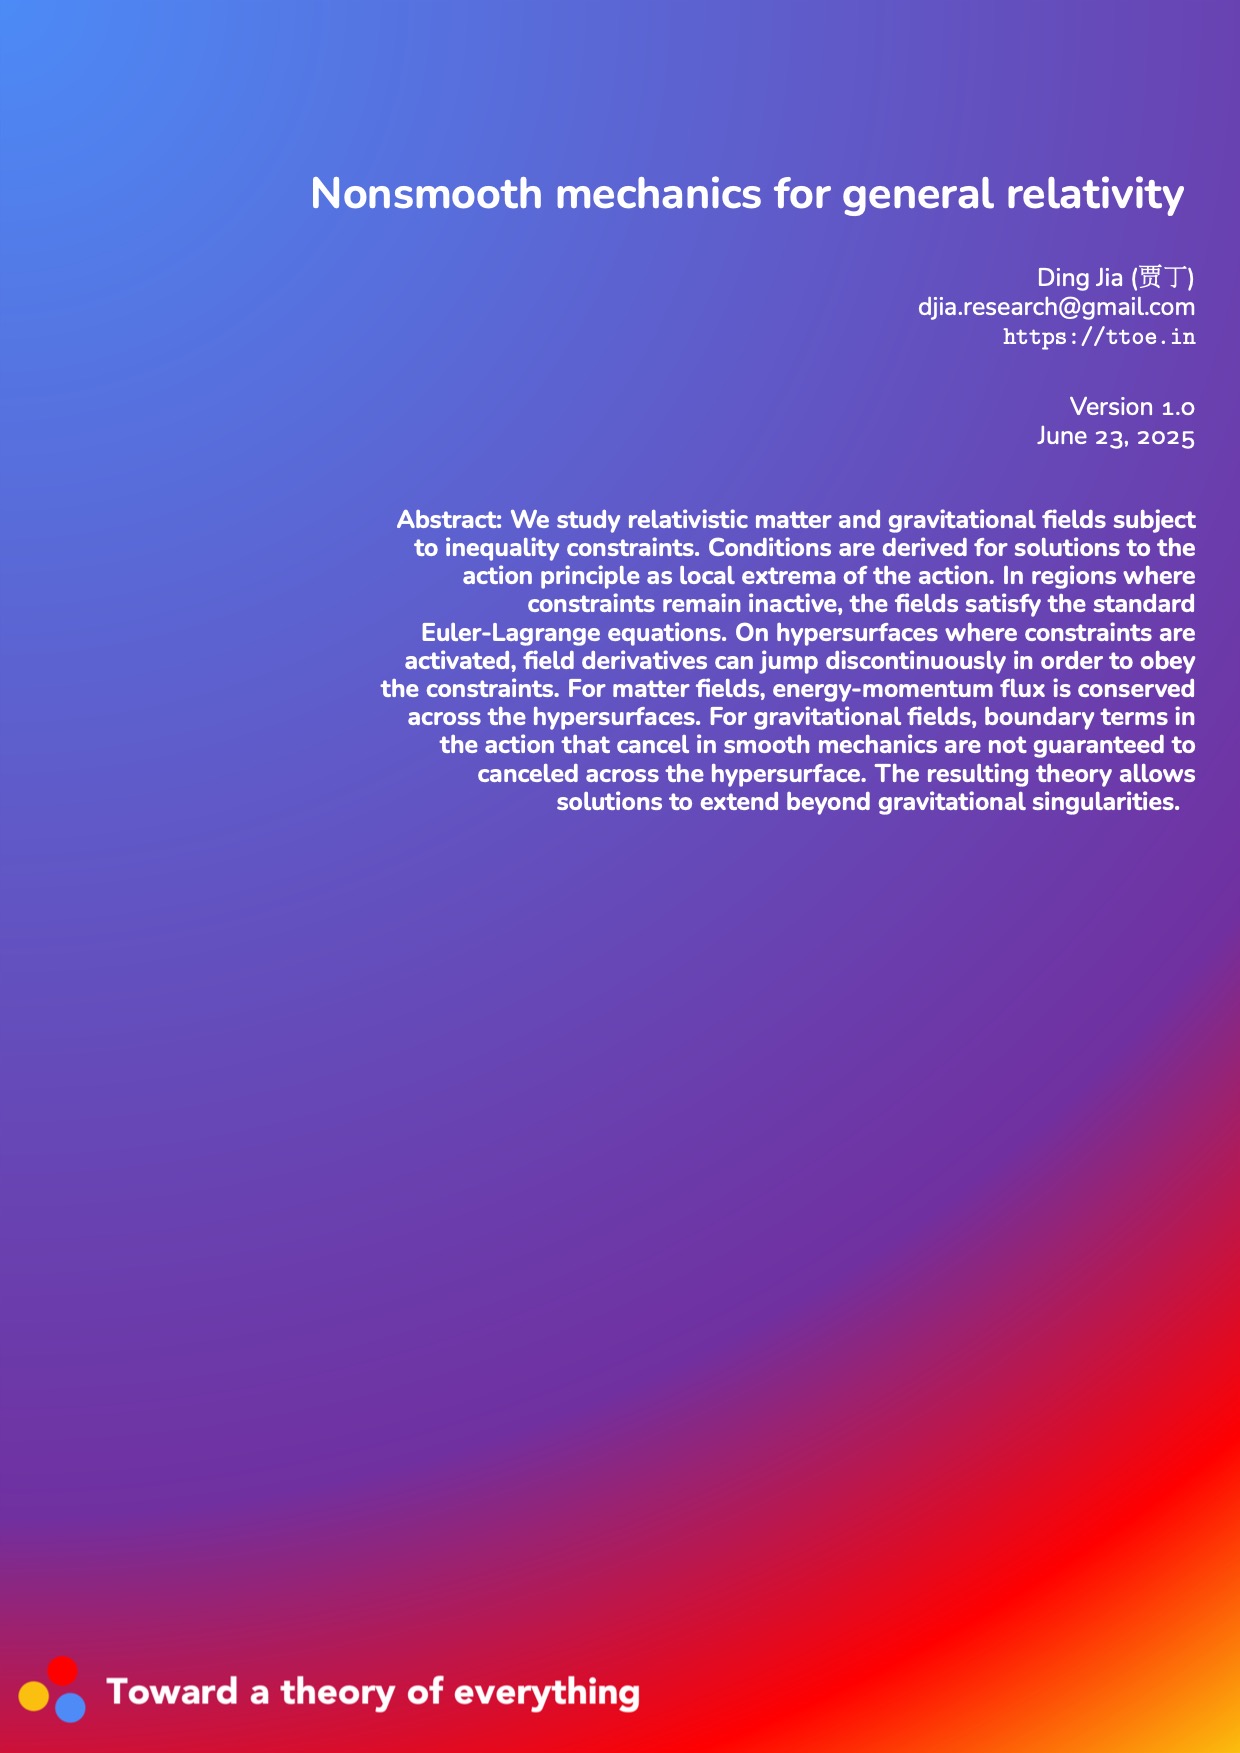 Nonsmooth mechanics for general relativity
Ding Jia (贾丁)
djia.research@gmail.com
https://ttoe.in
Version 1.0
June 23, 2025
Abstract: We study relativistic matter and gravitational fields subject
to inequality constraints. Conditions are derived for solutions to the
action principle as local extrema of the action. In regions where
constraints remain inactive, the fields satisfy the standard
Euler-Lagrange equations. On hypersurfaces where constraints are
activated, field derivatives can jump discontinuously in order to obey
the constraints. For matter fields, energy-momentum flux is conserved
across the hypersurfaces. For gravitational fields, boundary terms in
the action that cancel in smooth mechanics are not guaranteed to
canceled across the hypersurface. The resulting theory allows
solutions to extend beyond gravitational singularities.
Toward a theory of everything